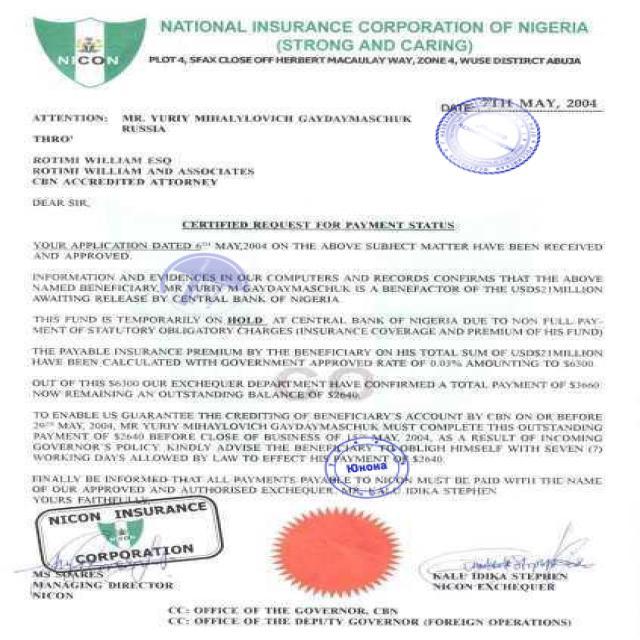 NICON
NATIONAL INSURANCE CORPORATION OF NIGERIA
(STRONG AND CARING)
PLOT 4, SFAX CLOSE OFF HERBERT MACAULAY WAY, ZONE 4, WUSE DISTIRCT ABUJA
DATE: 7TH MAY, 2004
ATTENTION: MR. YURIY MIHALYLOVICH GAYDAYMASCHUK
RUSSIA
THRO'
ROTIMI WILLIAM ESQ
ROTIMI WILLIAM AND ASSOCIATES
CBN ACCREDITED ATTORNEY
DEAR SIR,
CERTIFIED REQUEST FOR PAYMENT STATUS
YOUR APPLICATION DATED 6TH MAY,2004 ON THE ABOVE SUBJECT MATTER HAVE BEEN RECEIVED
AND APPROVED.
INFORMATION AND EVIDENCES IN OUR COMPUTERS AND RECORDS CONFIRMS THAT THE ABOVE
NAMED BENEFICIARY, MR YURIY M GAYDAYMASCHUK IS A BENEFACTOR OF THE USD$21MILLION
AWAITING RELEASE BY CENTRAL BANK OF NIGERIA.
THIS FUND IS TEMPORARILY ON HOLD AT CENTRAL BANK OF NIGERIA DUE TO NON FULL PAY-
MENT OF STATUTORY OBLIGATORY CHARGES (INSURANCE COVERAGE AND PREMIUM OF HIS FUND)
THE PAYABLE INSURANCE PREMIUM BY THE BENEFICIARY ON HIS TOTAL SUM OF USD$21MILLION
HAVE BEEN CALCULATED WITH GOVERNMENT APPROVED RATE OF 0.03% AMOUNTING TO $6300.
OUT OF THIS $6300 OUR EXCHEQUER DEPARTMENT HAVE CONFIRMED A TOTAL PAYMENT OF $3660
NOW REMAINING AN OUTSTANDING BALANCE OF $2640.
TO ENABLE US GUARANTEE THE CREDITING OF BENEFICIARY'S ACCOUNT BY CBN ON OR BEFORE
29TH MAY, 2004, MR YURIY MIHAYLOVICH GAYDAYMASCHUK MUST COMPLETE THIS OUTSTANDING
PAYMENT OF $2640 BEFORE CLOSE OF BUSINESS OF MAY, 2004, AS A RESULT OF INCOMING
GOVERNOR'S POLICY. KINDLY ADVISE THE BENEFICIARY TO OBLIGH HIMSELF WITH SEVEN (7)
WORKING DAYS ALLOWED BY LAW TO EFFECT HIS PAYMENT OF $2640.
Юнона
FINALLY BE INFORMED THAT ALL PAYMENTS PAYABLE TO NICON MUST BE PAID WITH THE NAME
OF OUR APPROVED AND AUTHORISED EXCHEQUER, MR. KALU IDIKA STEPHEN
YOURS FAITHFULLY,
NICON INSURANCE
CORPORATION
MS SOARES
MANAGING DIRECTOR
NICON
KALU IDIKA STEPHEN
NICON EXCHEQUER
CC: OFFICE OF THE GOVERNOR, CBN
CC: OFFICE OF THE DEPUTY GOVERNOR (FOREIGN OPERATIONS)